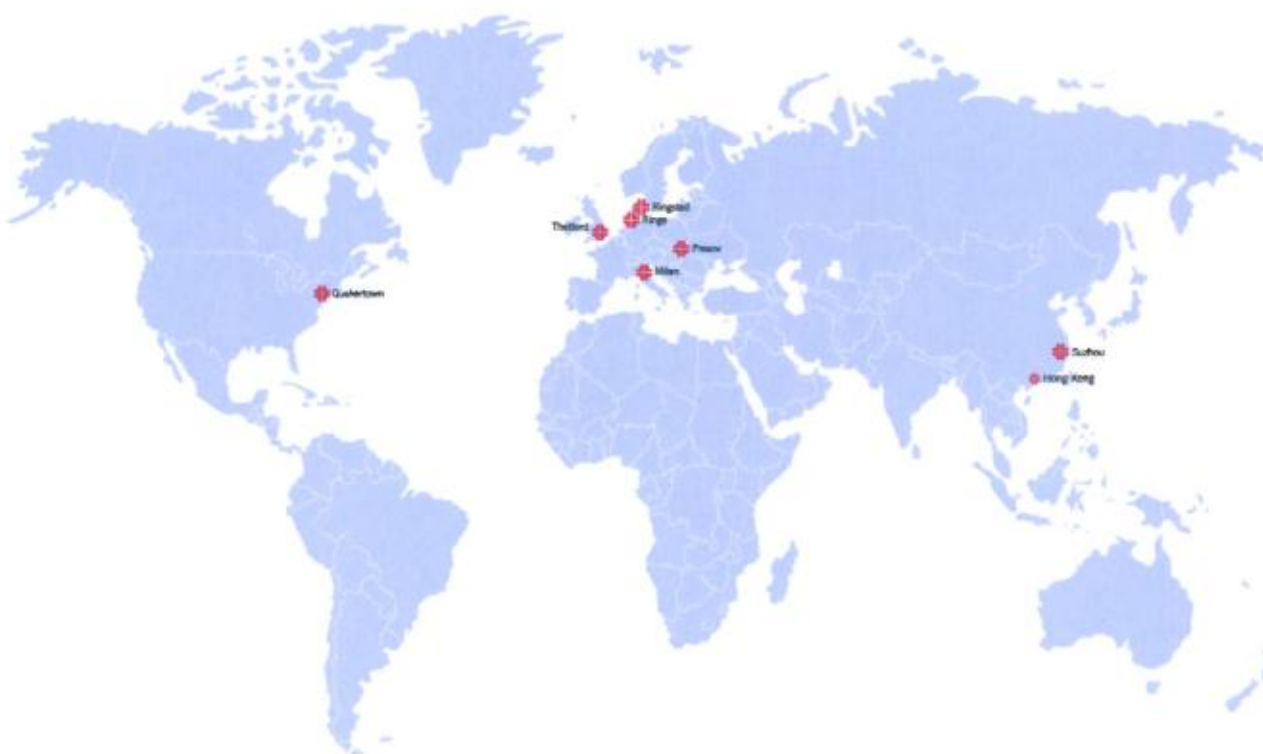 Ringsted
Ringe
Thetford
Presov
Milan
Quakertown
Suzhou
Hong Kong